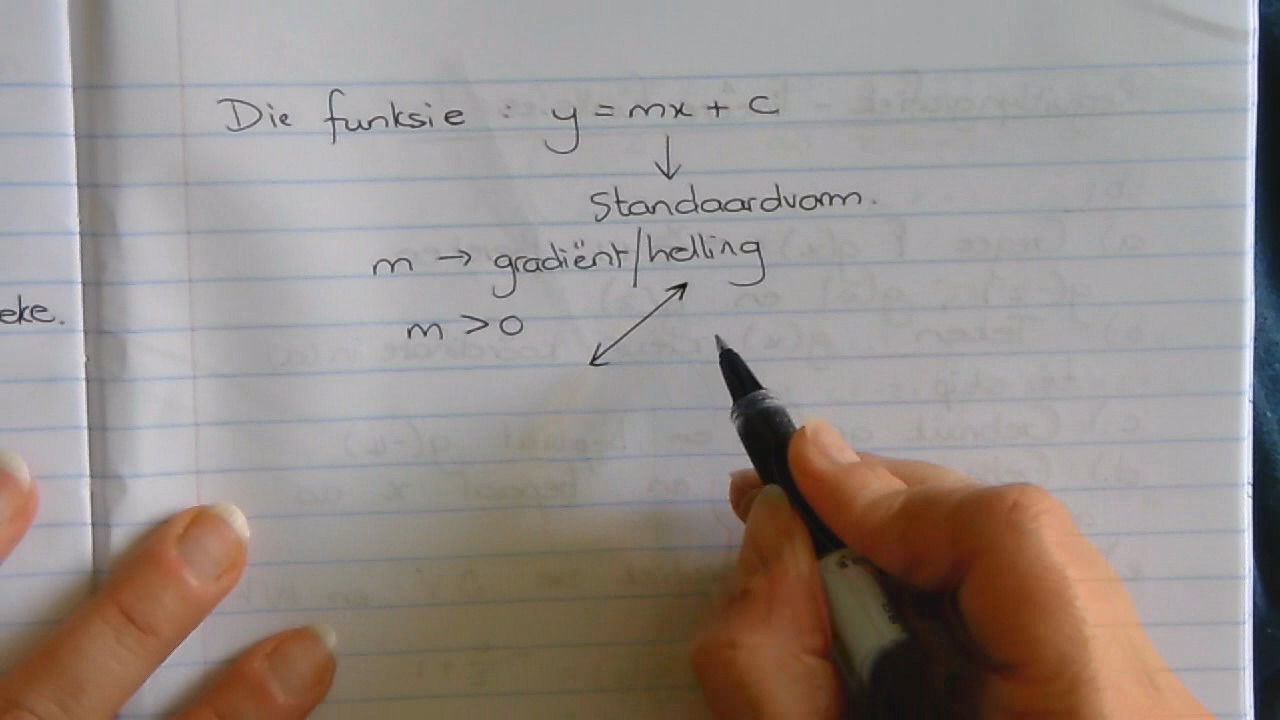 Die funksie : y = mx + c
↓
Standaardvorm.
m → gradiënt/helling
m > 0
eke.